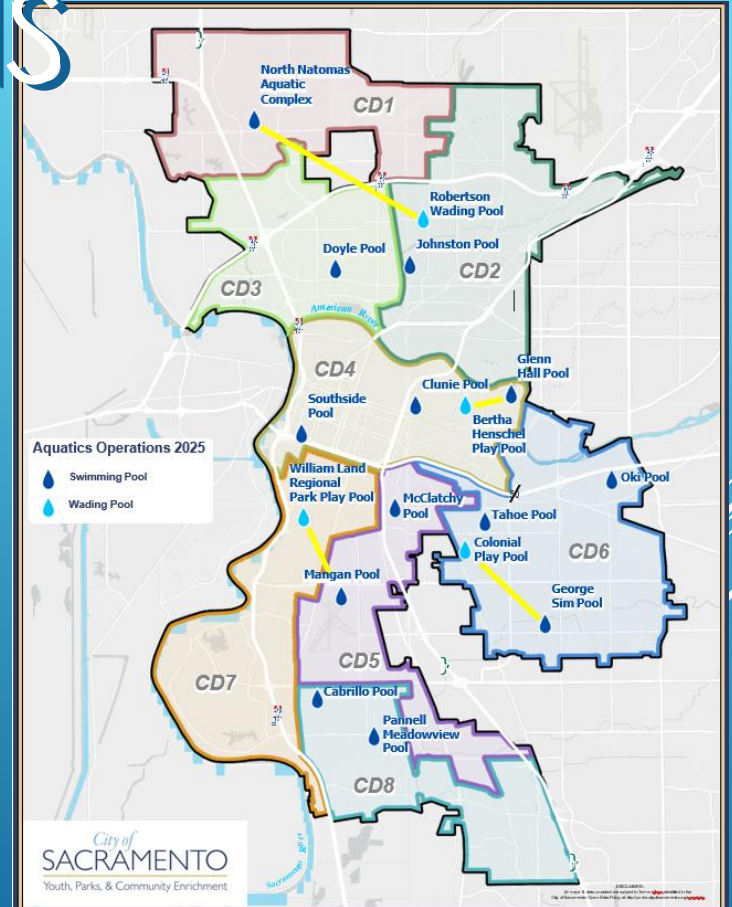 S
North Natomas
Aquatic
Complex
CD1
Robertson
Wading Pool
Doyle Pool
Johnston Pool
CD2
CD3
American River
CD4
Glenn
Hall Pool
Clunie Pool
Southside
Pool
Bertha
Henschel
Play Pool
Aquatics Operations 2025
Swimming Pool
Wading Pool
William Land
Regional
Park Play Pool
McClatchy
Pool
Oki Pool
Tahoe Pool
Colonial
Play Pool
CD6
Mangan Pool
George
Sim Pool
CD5
CD7
Cabrillo Pool
Pannell
Meadowview
Pool
CD8
City of
SACRAMENTO
Youth, Parks, & Community Enrichment
Sacramento River
DISCLAIMER: